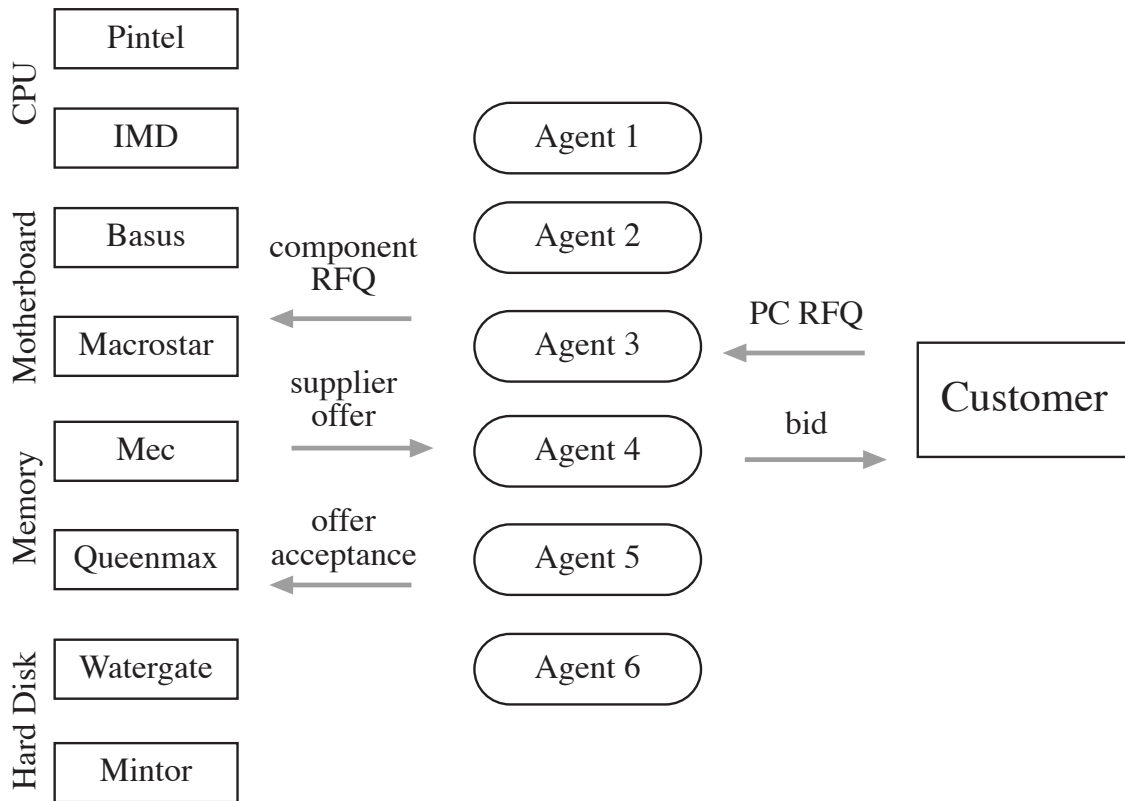 CPU
Pintel
IMD
Motherboard
Basus
Macrostar
Memory
Mec
Queenmax
Hard Disk
Watergate
Mintor
component
RFQ
supplier
offer
offer
acceptance
Agent 1
Agent 2
Agent 3
Agent 4
Agent 5
Agent 6
PC RFQ
bid
Customer